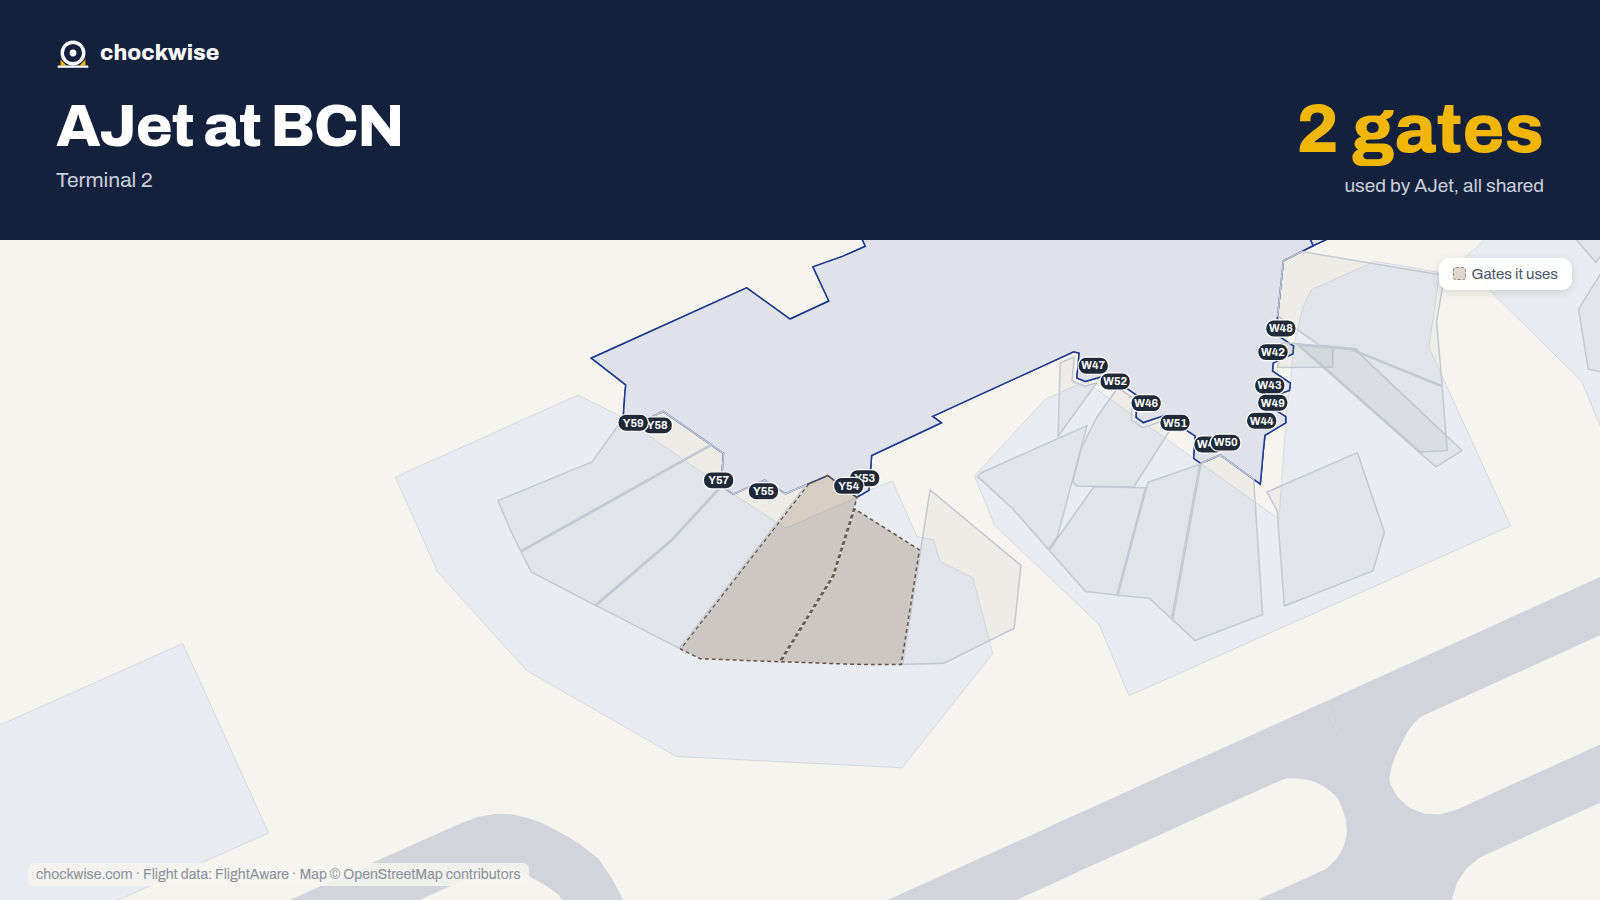 chockwise
AJet at BCN
Terminal 2
2 gates
used by AJet, all shared
Gates it uses
W48
W42
W47
W52
W43
W46
W49
W44
W51
Y59
Y58
W50
Y57
Y53
Y54
Y55
chockwise.com · Flight data: FlightAware · Map © OpenStreetMap contributors